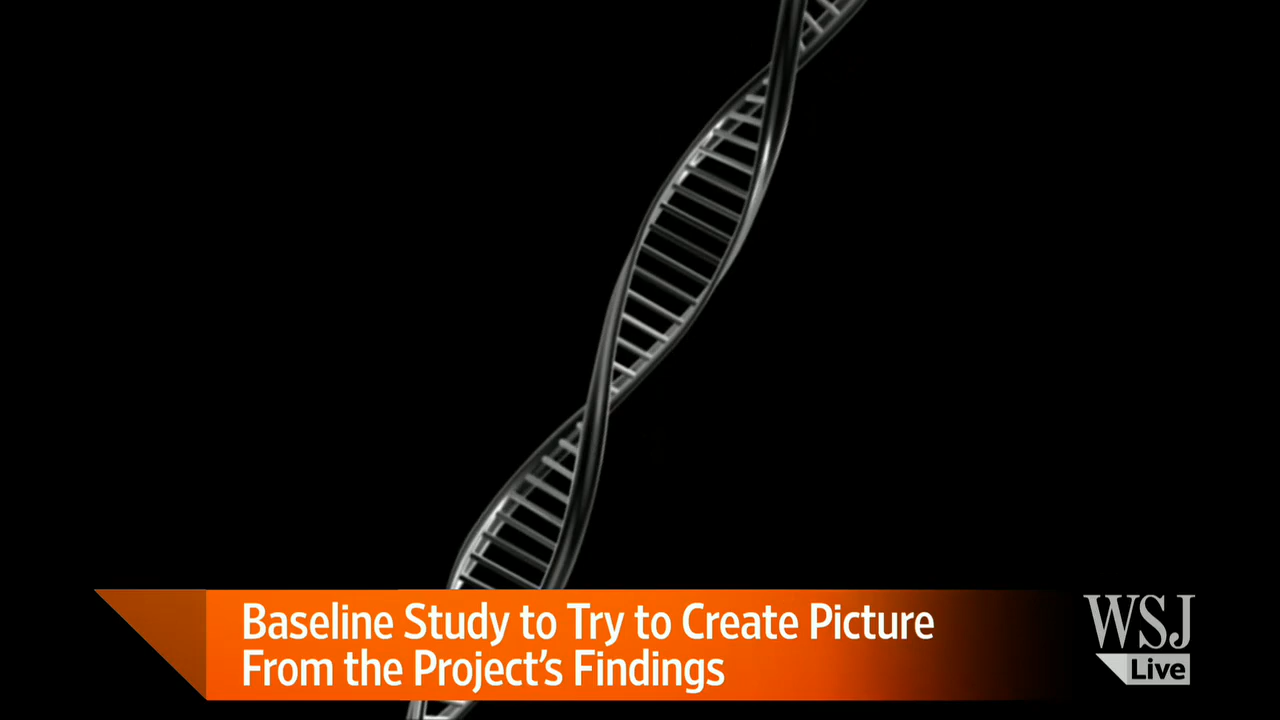 Baseline Study to Try to Create Picture
From the Project's Findings
WSJ
Live